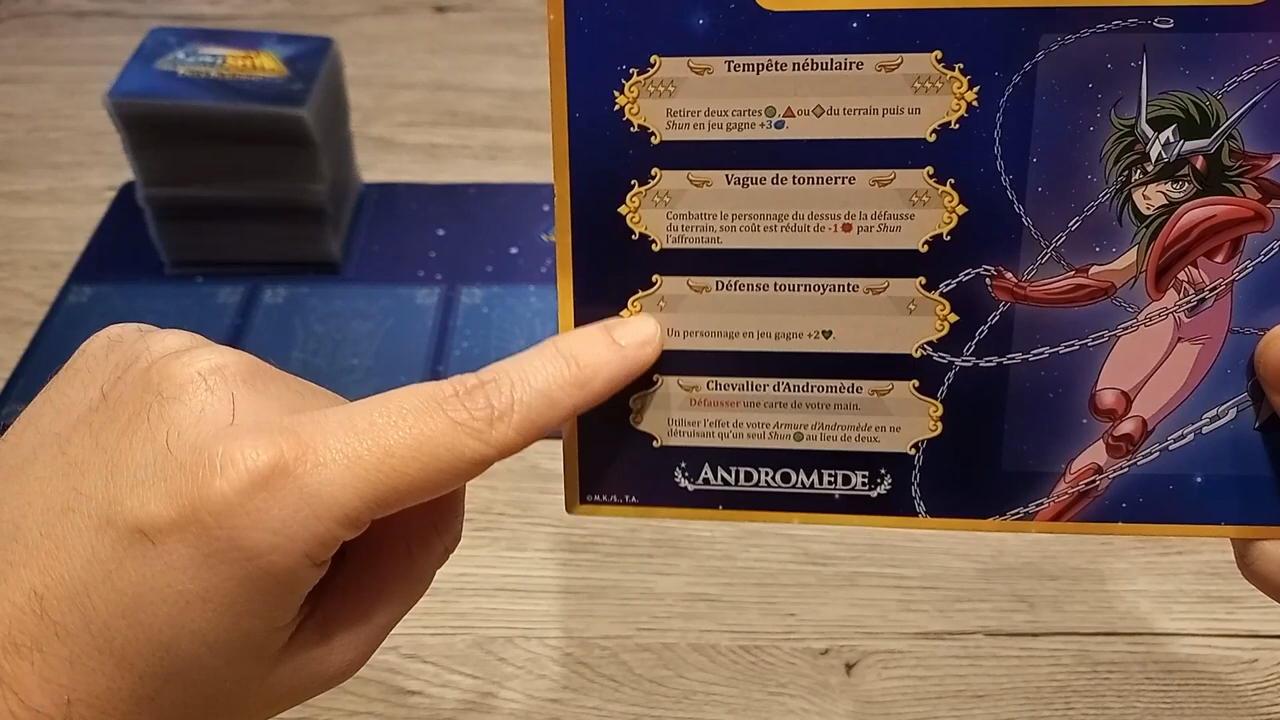 Tempête nébulaire
Retirer deux cartes , ou du terrain puis un
Shun en jeu gagne +3 .
Vague de tonnerre
Combattre le personnage du dessus de la défausse
du terrain, son coût est réduit de -1 par Shun
l'affrontant.
Défense tournoyante
Un personnage en jeu gagne +2 .
Chevalier d'Andromède
Défausser une carte de votre main.
Utiliser l'effet de votre Armure d'Andromède en ne
détruisant qu'un seul Shun au lieu de deux.
ANDROMEDE
© M.K./S., T.A.